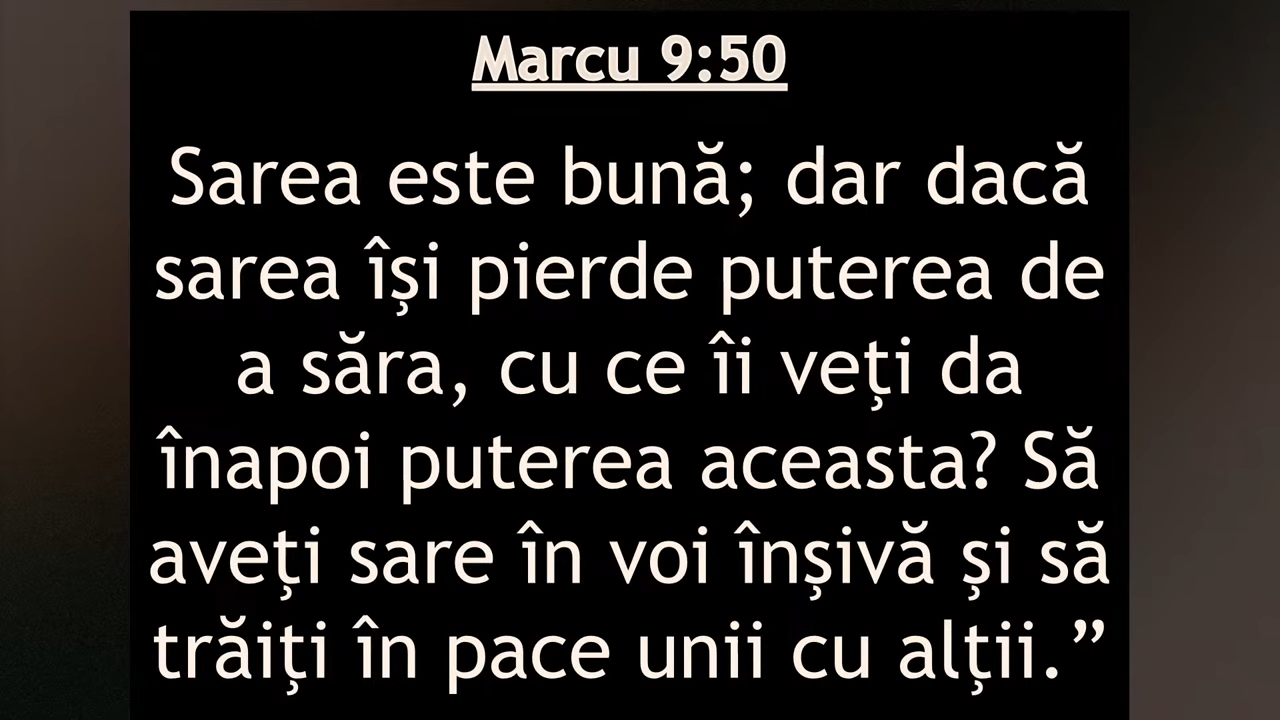 Marcu 9:50
Sarea este bună; dar dacă
sarea își pierde puterea de
a săra, cu ce îi veți da
înapoi puterea aceasta? Să
aveți sare în voi înșivă și să
trăiți în pace unii cu alții.”